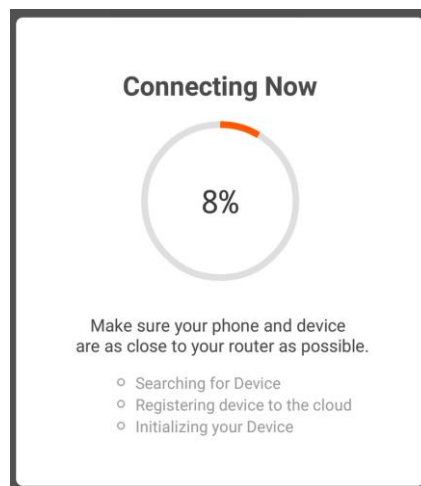 Connecting Now
8%
Make sure your phone and device
are as close to your router as possible.
Searching for Device
Registering device to the cloud
Initializing your Device